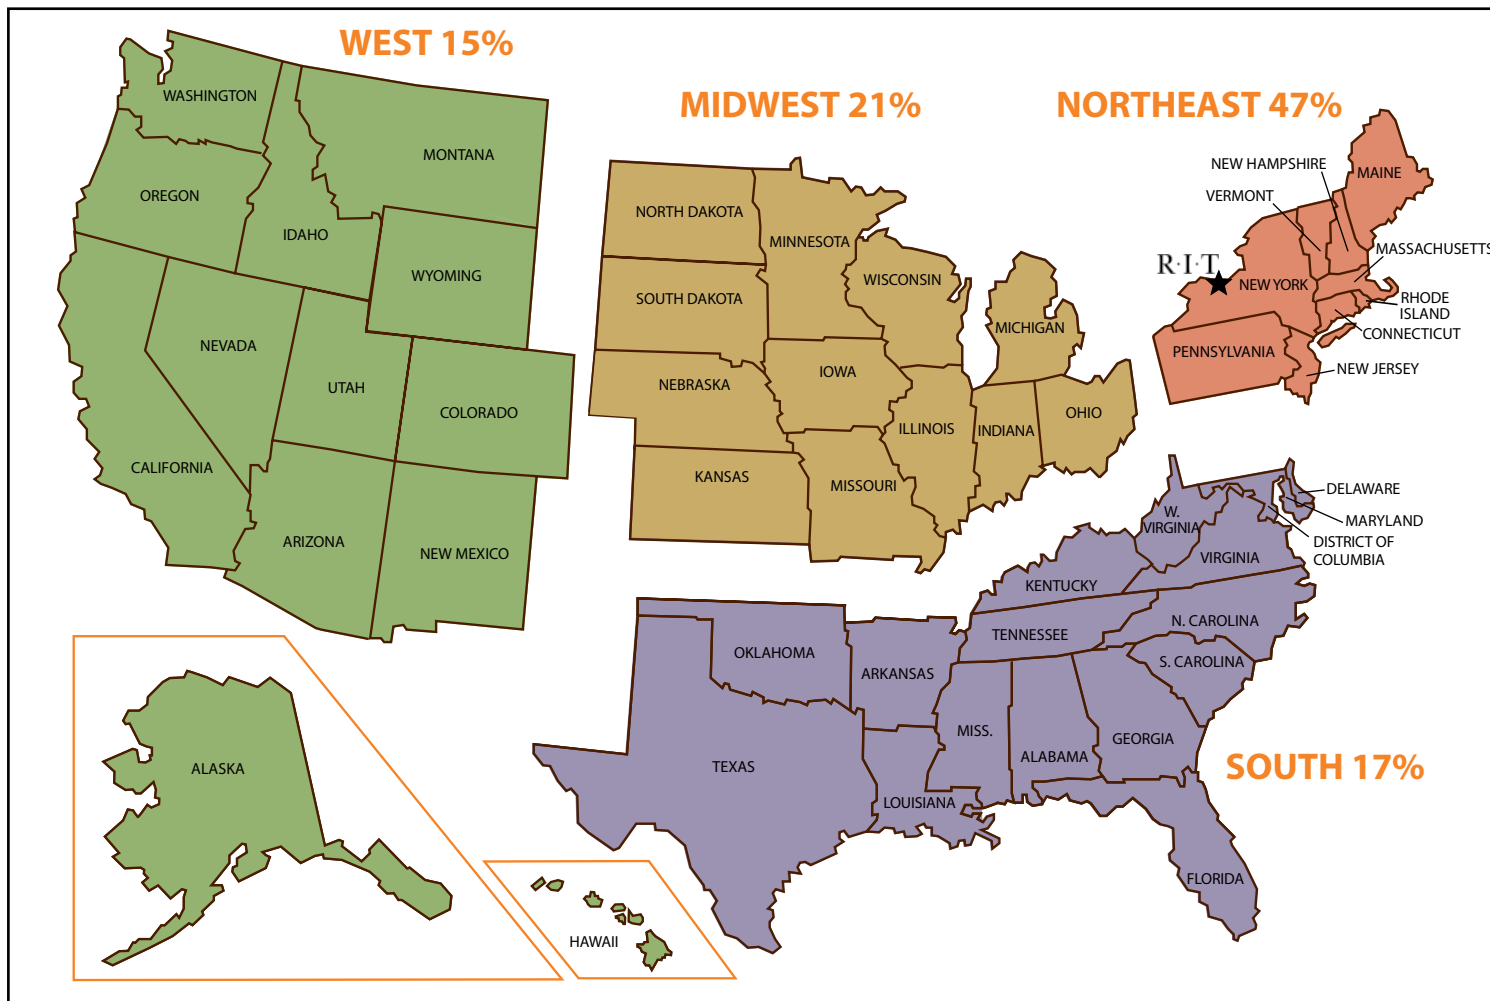 WEST 15%
WASHINGTON
MONTANA
OREGON
IDAHO
WYOMING
NEVADA
UTAH
COLORADO
CALIFORNIA
ARIZONA
NEW MEXICO
ALASKA
HAWAII
MIDWEST 21%
NORTH DAKOTA
MINNESOTA
WISCONSIN
SOUTH DAKOTA
MICHIGAN
NEBRASKA
IOWA
ILLINOIS
INDIANA
OHIO
KANSAS
MISSOURI
NORTHEAST 47%
NEW HAMPSHIRE
MAINE
VERMONT
MASSACHUSETTS
R·I·T
NEW YORK
RHODE
ISLAND
CONNECTICUT
PENNSYLVANIA
NEW JERSEY
DELAWARE
MARYLAND
W.
VIRGINIA
DISTRICT OF
COLUMBIA
VIRGINIA
KENTUCKY
N. CAROLINA
TENNESSEE
OKLAHOMA
S. CAROLINA
ARKANSAS
MISS.
GEORGIA
ALABAMA
TEXAS
SOUTH 17%
LOUISIANA
FLORIDA